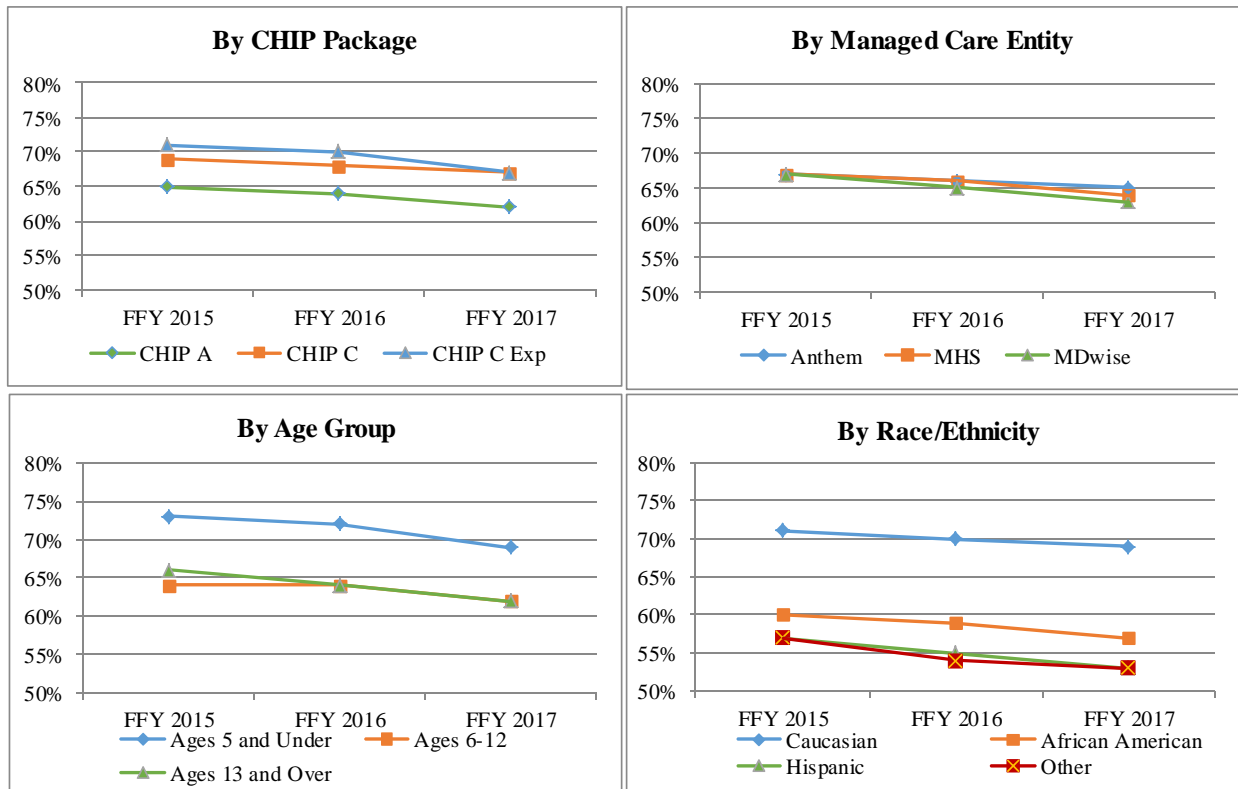 By CHIP Package
80%
75%
70%
65%
60%
55%
50%
FFY 2015 FFY 2016 FFY 2017
CHIP A CHIP C CHIP C Exp
By Managed Care Entity
80%
75%
70%
65%
60%
55%
50%
FFY 2015 FFY 2016 FFY 2017
Anthem MHS MDwise
By Age Group
80%
75%
70%
65%
60%
55%
50%
FFY 2015 FFY 2016 FFY 2017
Ages 5 and Under Ages 6-12
Ages 13 and Over
By Race/Ethnicity
80%
75%
70%
65%
60%
55%
50%
FFY 2015 FFY 2016 FFY 2017
Caucasian African American
Hispanic Other